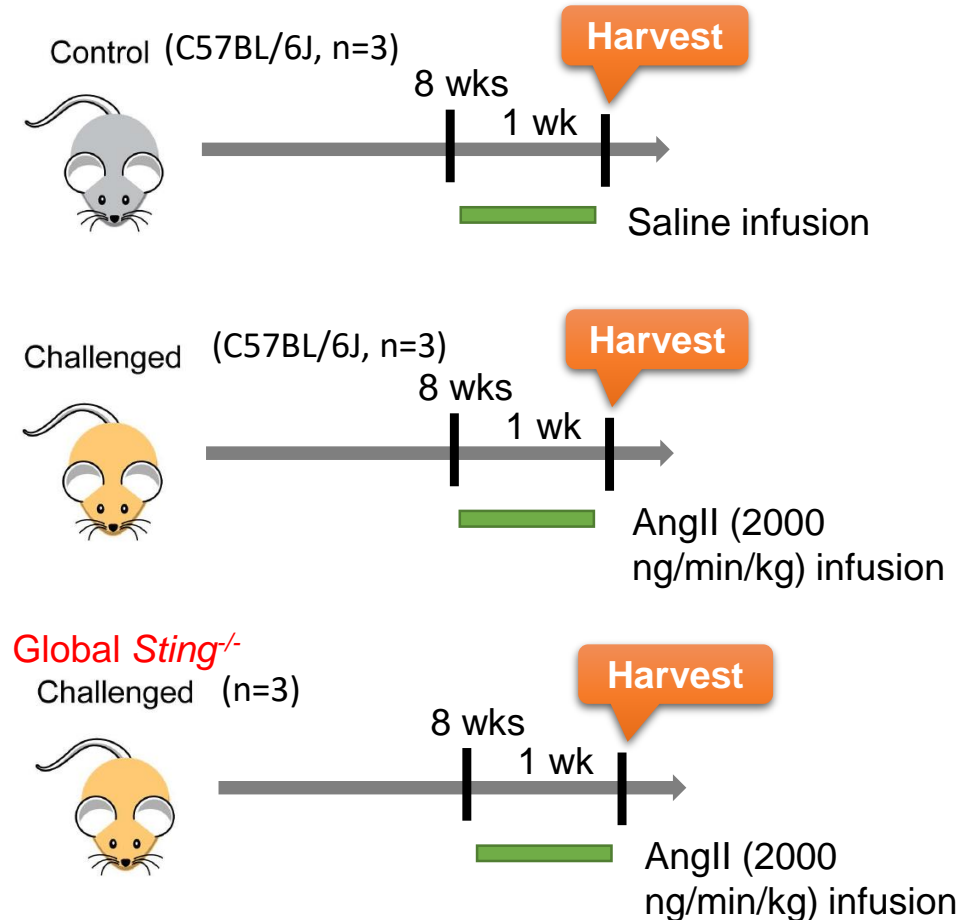 Harvest
Control (C57BL/6J, n=3)
8 wks
1 wk
Saline infusion
Harvest
Challenged (C57BL/6J, n=3)
8 wks
1 wk
AngII (2000
ng/min/kg) infusion
Global Sting-/-
Harvest
Challenged (n=3)
8 wks
1 wk
AngII (2000
ng/min/kg) infusion